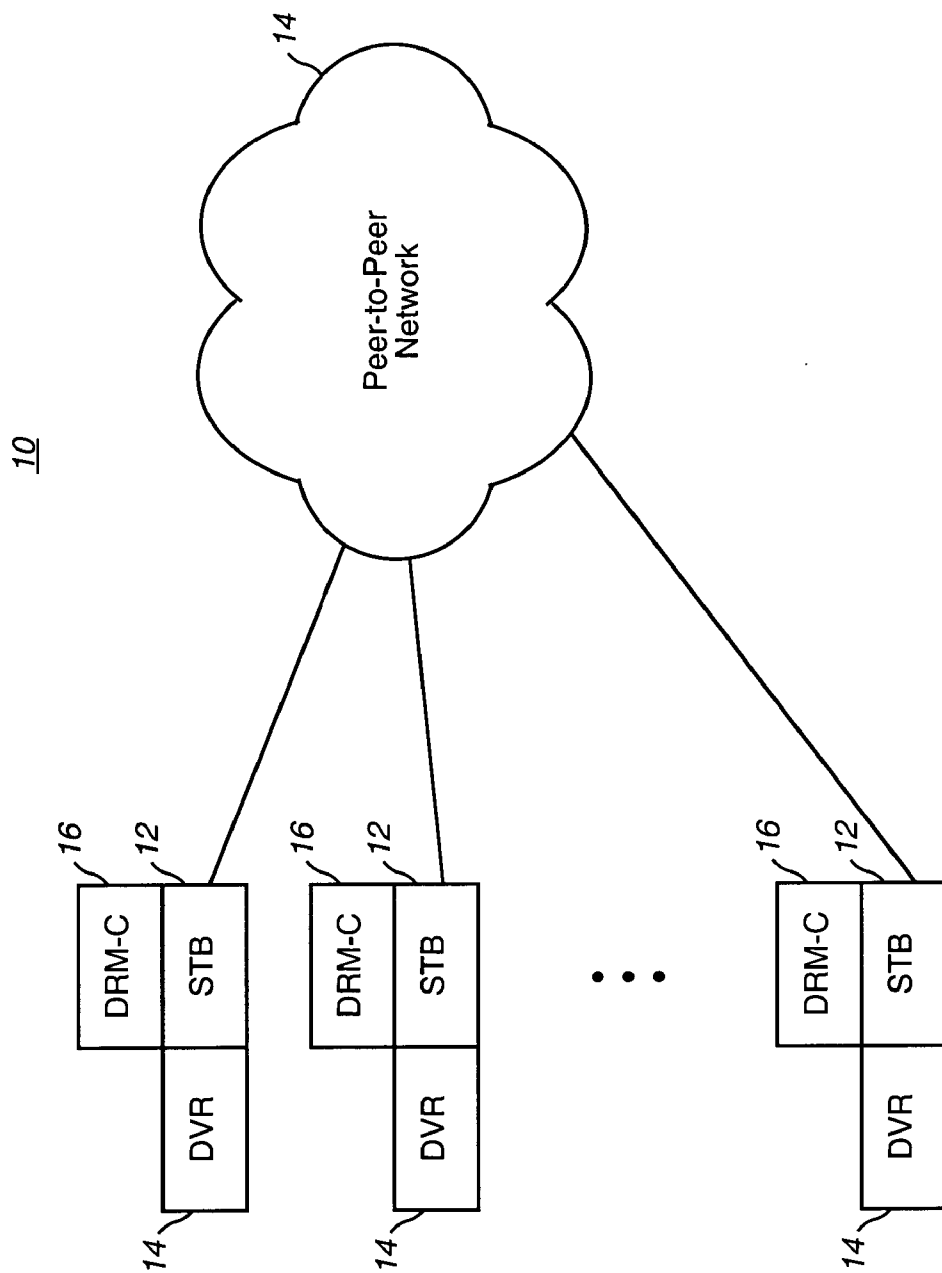 10
14
Peer-to-Peer
Network
16
DRM-C
12
STB
DVR
14
16
DRM-C
12
STB
DVR
14
16
DRM-C
12
STB
DVR
14